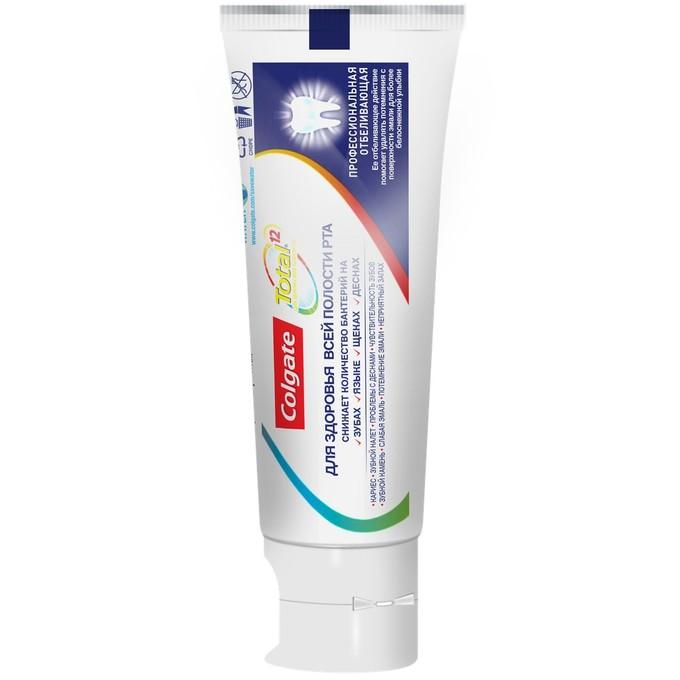 Colgate
Total 12
ДЛЯ ЗДОРОВЬЯ ВСЕЙ ПОЛОСТИ РТА
СНИЖАЕТ КОЛИЧЕСТВО БАКТЕРИЙ НА
✓ЗУБАХ ✓ЯЗЫКЕ ✓ЩЕКАХ ✓ДЕСНАХ
• КАРИЕС • ЗУБНОЙ НАЛЕТ • ПРОБЛЕМЫ С ДЕСНАМИ • ЧУВСТВИТЕЛЬНОСТЬ ЗУБОВ
• ЗУБНОЙ КАМЕНЬ • СЛАБАЯ ЭМАЛЬ • ПОТЕМНЕНИЕ ЭМАЛИ • НЕПРИЯТНЫЙ ЗАПАХ
ПРОФЕССИОНАЛЬНАЯ
ОТБЕЛИВАЮЩАЯ
Ее отбеливающее действие
помогает удалять потемнения с
поверхности эмали для более
белоснежной улыбки
www.colgate.com/savewater